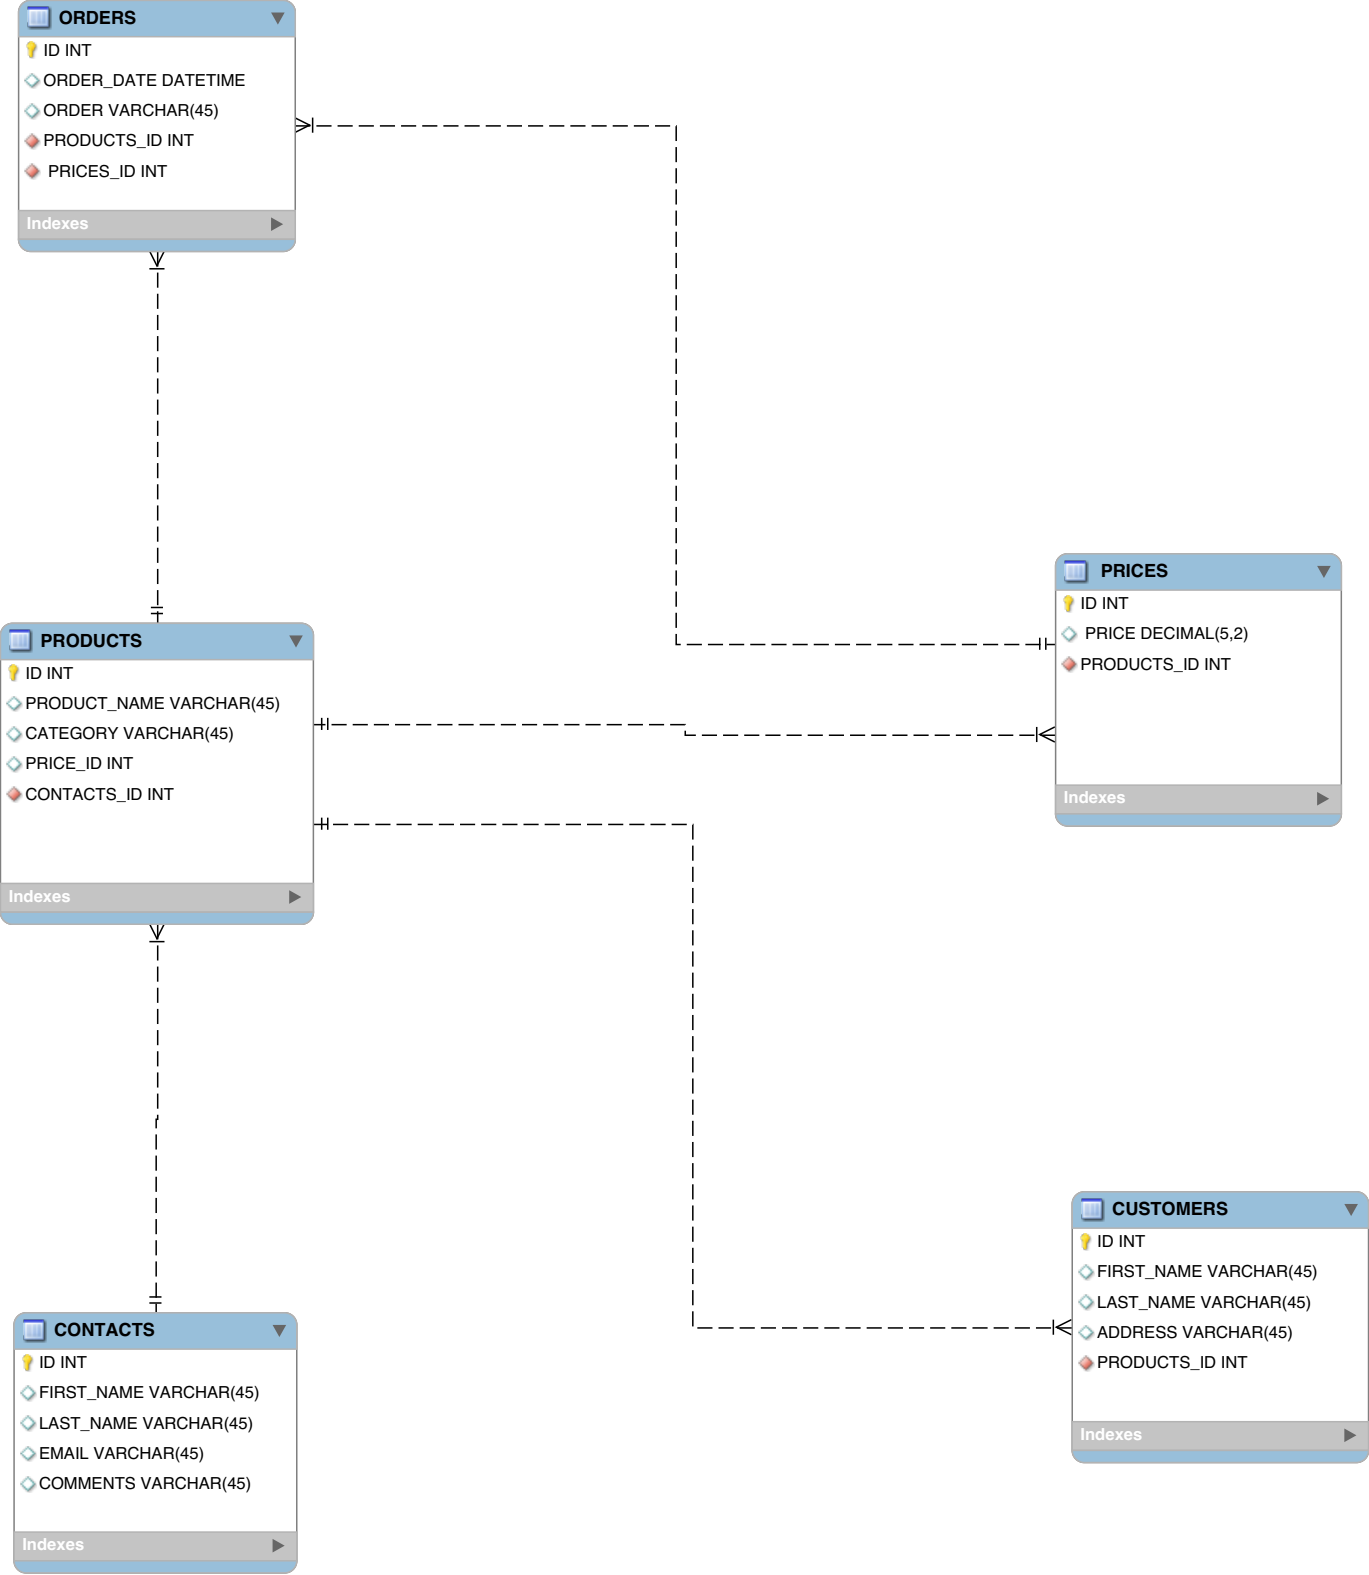 ORDERS
ID INT
ORDER_DATE DATETIME
ORDER VARCHAR(45)
PRODUCTS_ID INT
PRICES_ID INT
Indexes
PRODUCTS
ID INT
PRODUCT_NAME VARCHAR(45)
CATEGORY VARCHAR(45)
PRICE_ID INT
CONTACTS_ID INT
Indexes
PRICES
ID INT
PRICE DECIMAL(5,2)
PRODUCTS_ID INT
Indexes
CONTACTS
ID INT
FIRST_NAME VARCHAR(45)
LAST_NAME VARCHAR(45)
EMAIL VARCHAR(45)
COMMENTS VARCHAR(45)
Indexes
CUSTOMERS
ID INT
FIRST_NAME VARCHAR(45)
LAST_NAME VARCHAR(45)
ADDRESS VARCHAR(45)
PRODUCTS_ID INT
Indexes